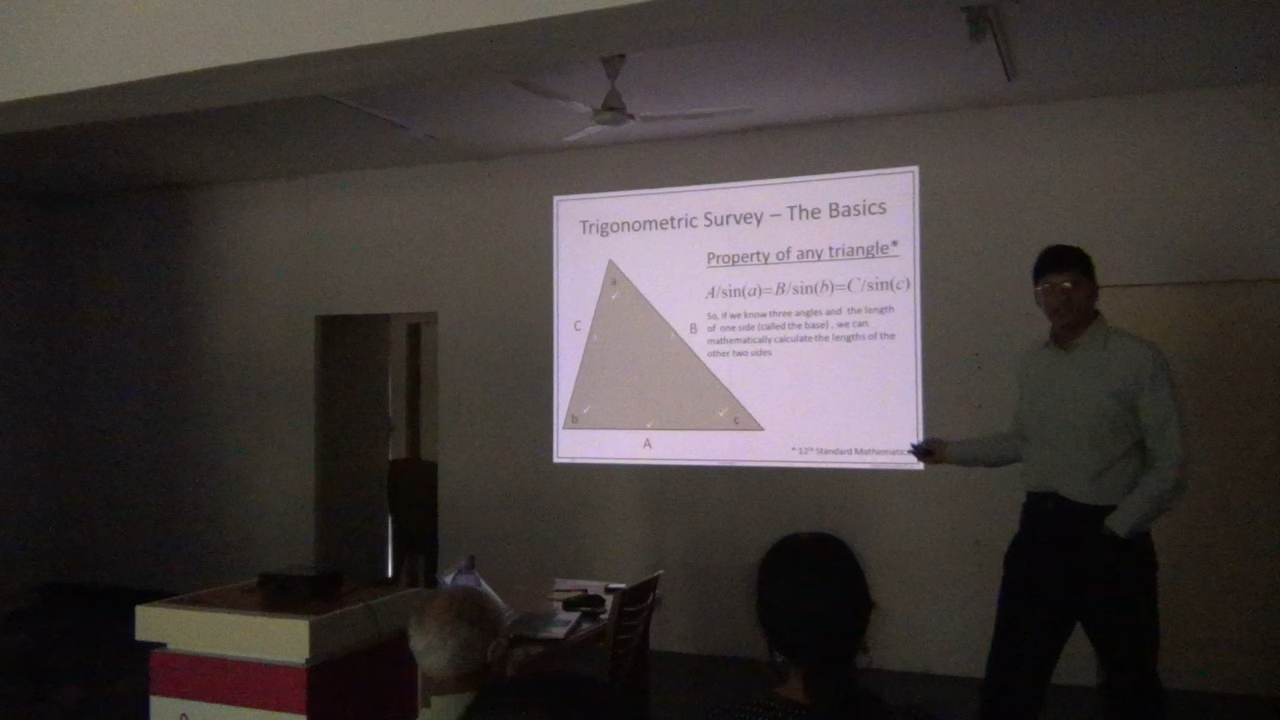 Trigonometric Survey – The Basics
Property of any triangle*
A/sin(a)=B/sin(b)=C/sin(c)
So, if we know three angles and the length
of one side (called the base) , we can
mathematically calculate the lengths of the
other two sides
a
C
B
b
c
A
* 12th Standard Mathematic